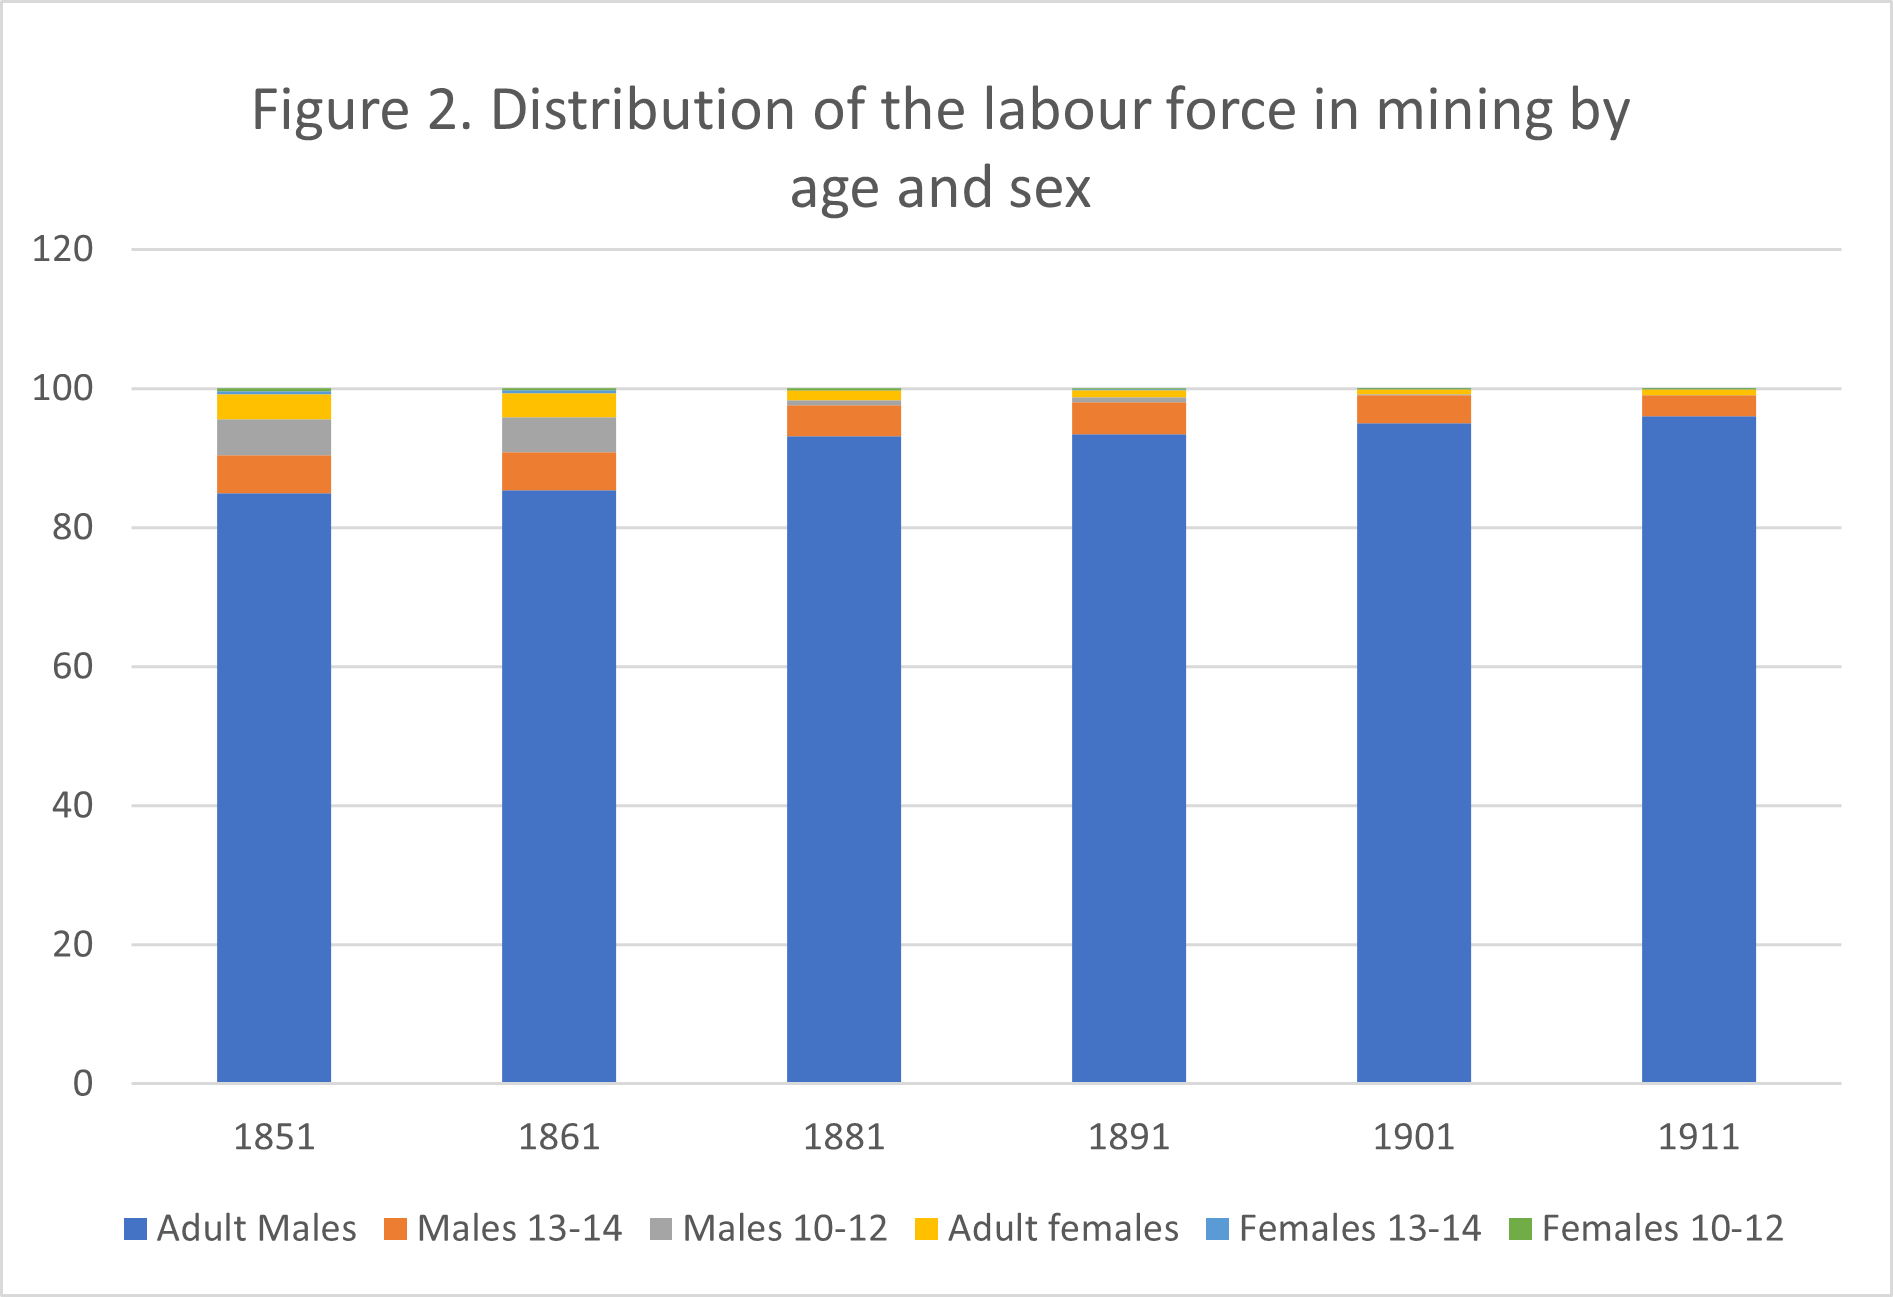 Figure 2. Distribution of the labour force in mining by
age and sex
120
100
80
60
40
20
0
1851 1861 1881 1891 1901 1911
Adult Males Males 13-14 Males 10-12 Adult females Females 13-14 Females 10-12